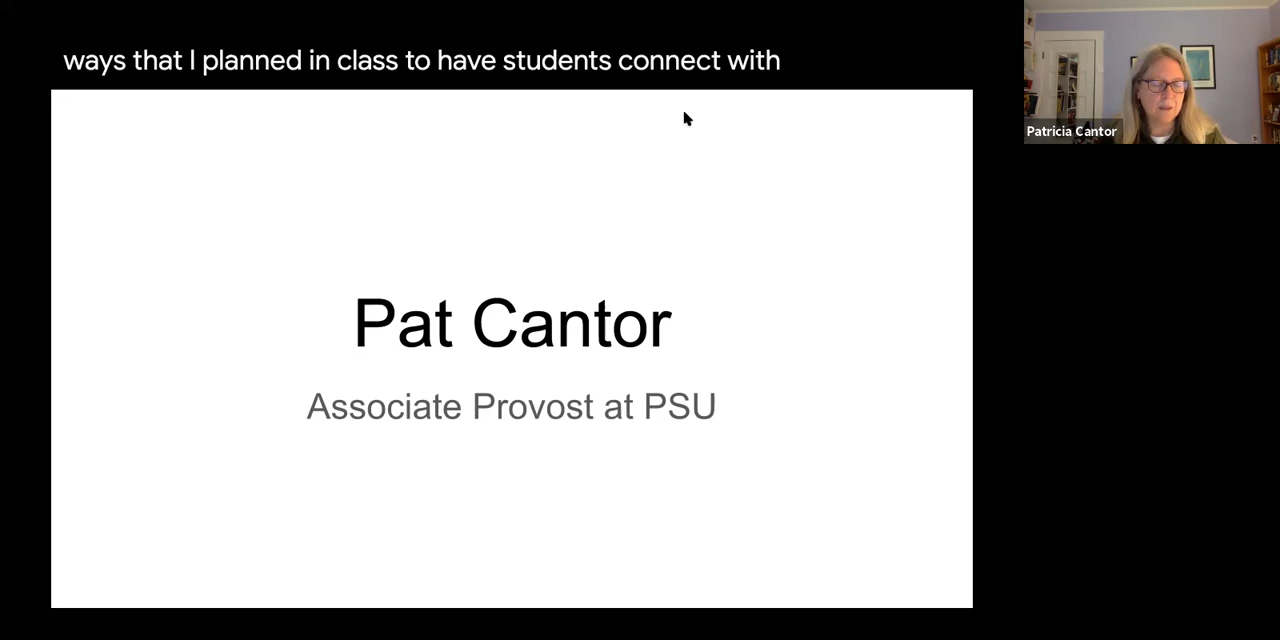 ways that I planned in class to have students connect with
Patricia Cantor
Pat Cantor
Associate Provost at PSU